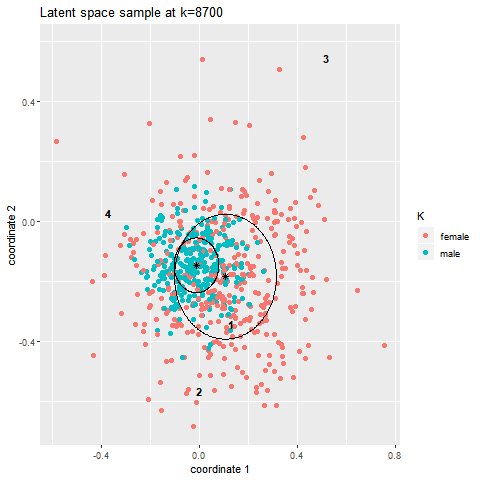 Latent space sample at k=8700
3
0.4
4
0.0
K
female
male
coordinate 2
1
-0.4
2
-0.4
0.0
0.4
0.8
coordinate 1